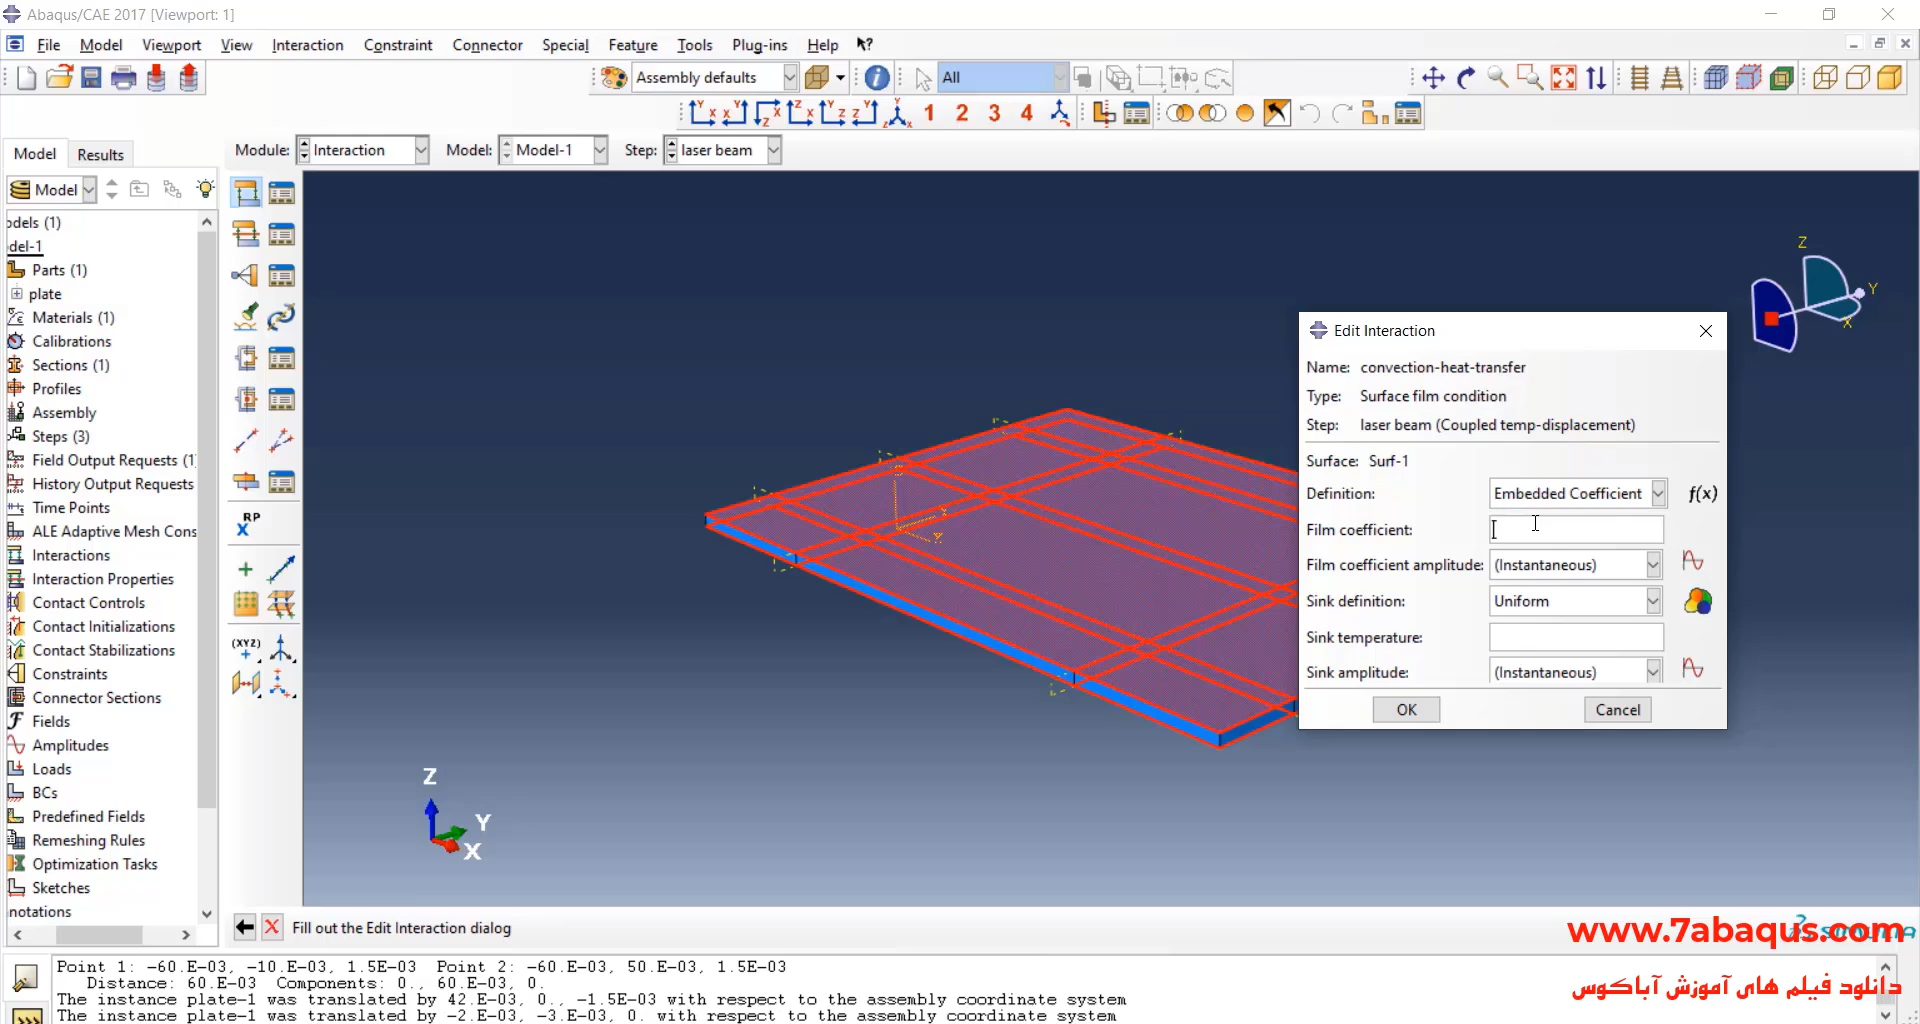 Abaqus/CAE 2017 [Viewport: 1]
File Model Viewport View Interaction Constraint Connector Special Feature Tools Plug-ins Help
Assembly defaults All
1 2 3 4
Model Results
Module: Interaction Model: Model-1 Step: laser beam
Model
odels (1)
del-1
Parts (1)
plate
Materials (1)
Calibrations
Sections (1)
Profiles
Assembly
Steps (3)
Field Output Requests (1
History Output Requests
Time Points
ALE Adaptive Mesh Cons
Interactions
Interaction Properties
Contact Controls
Contact Initializations
Contact Stabilizations
Constraints
Connector Sections
Fields
Amplitudes
Loads
BCs
Predefined Fields
Remeshing Rules
Optimization Tasks
Sketches
notations
RP
(XYZ)
Z
Y
X
Z
Y
X
Edit Interaction
Name: convection-heat-transfer
Type: Surface film condition
Step: laser beam (Coupled temp-displacement)
Surface: Surf-1
Definition: Embedded Coefficient f(x)
Film coefficient:
Film coefficient amplitude: (Instantaneous)
Sink definition: Uniform
Sink temperature:
Sink amplitude: (Instantaneous)
OK Cancel
Fill out the Edit Interaction dialog
www.7abaqus.com
دانلود فیلم های آموزش آباکوس
Point 1: -60.E-03, -10.E-03, 1.5E-03 Point 2: -60.E-03, 50.E-03, 1.5E-03
Distance: 60.E-03 Components: 0., 60.E-03, 0.
The instance plate-1 was translated by 42.E-03, 0., -1.5E-03 with respect to the assembly coordinate system
The instance plate-1 was translated by -2.E-03, -3.E-03, 0. with respect to the assembly coordinate system